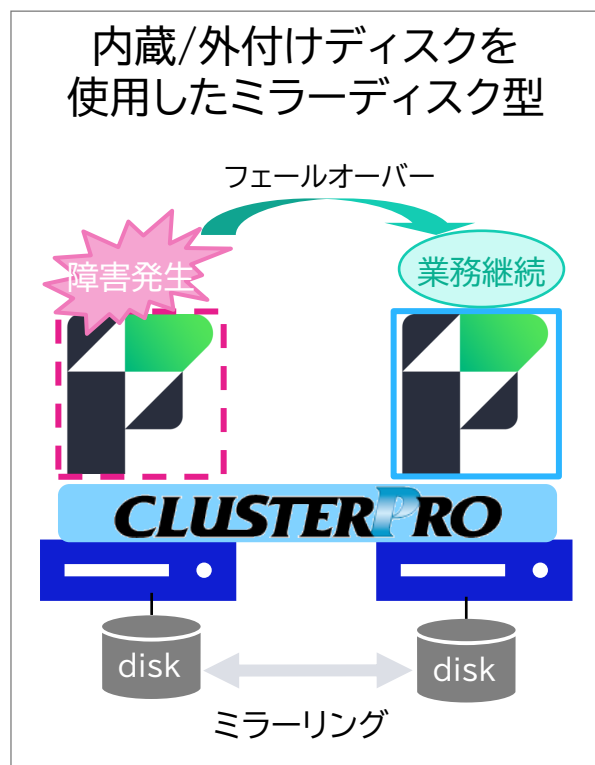 内蔵/外付けディスクを
使用したミラーディスク型
フェールオーバー
障害発生
業務継続
CLUSTERPRO
disk
disk
ミラーリング